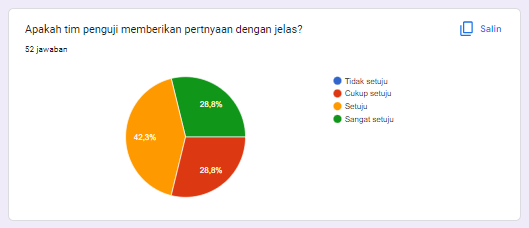 Apakah tim penguji memberikan pertnyaan dengan jelas?
Salin
52 jawaban
Tidak setuju
Cukup setuju
Setuju
Sangat setuju
28,8%
42,3%
28,8%